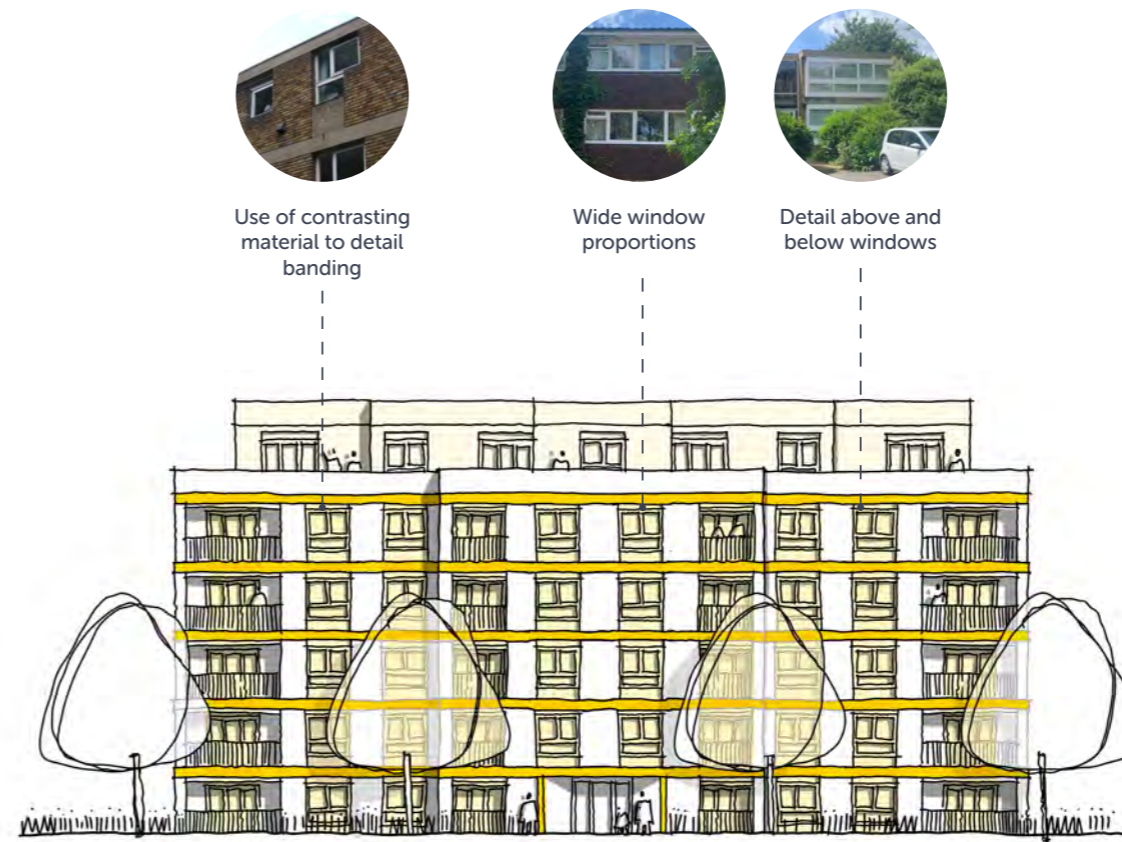 Use of contrasting
material to detail
banding
Wide window
proportions
Detail above and
below windows